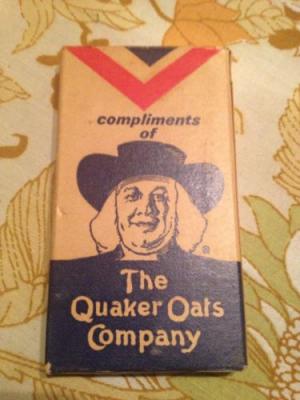 compliments
of
®
The
Quaker Oats
Company